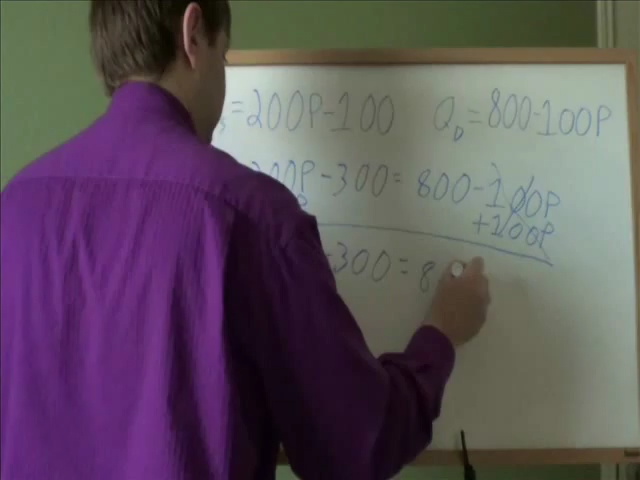 s = 200P - 100 Q_D = 800 - 100P
200P - 300 = 800 - 100P
+100P
- 300 = 8